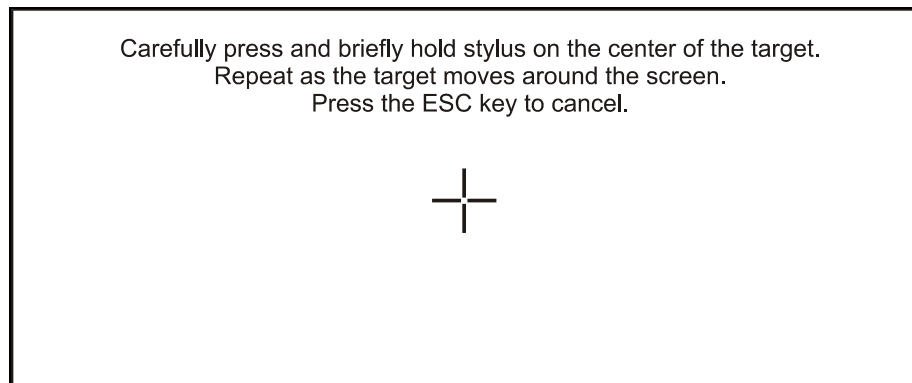 Carefully press and briefly hold stylus on the center of the target.
Repeat as the target moves around the screen.
Press the ESC key to cancel.